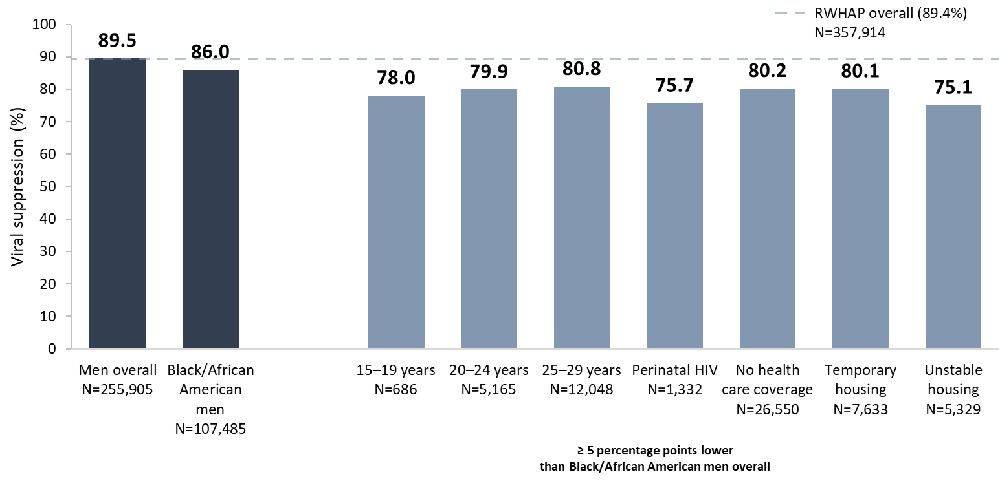 RWHAP overall (89.4%)
N=357,914
Viral suppression (%)
100
90
80
70
60
50
40
30
20
10
0
89.5
86.0
78.0
79.9
80.8
75.7
80.2
80.1
75.1
Men overall
N=255,905
Black/African
American
men
N=107,485
15–19 years
N=686
20–24 years
N=5,165
25–29 years
N=12,048
Perinatal HIV
N=1,332
No health
care coverage
N=26,550
Temporary
housing
N=7,633
Unstable
housing
N=5,329
≥ 5 percentage points lower
than Black/African American men overall